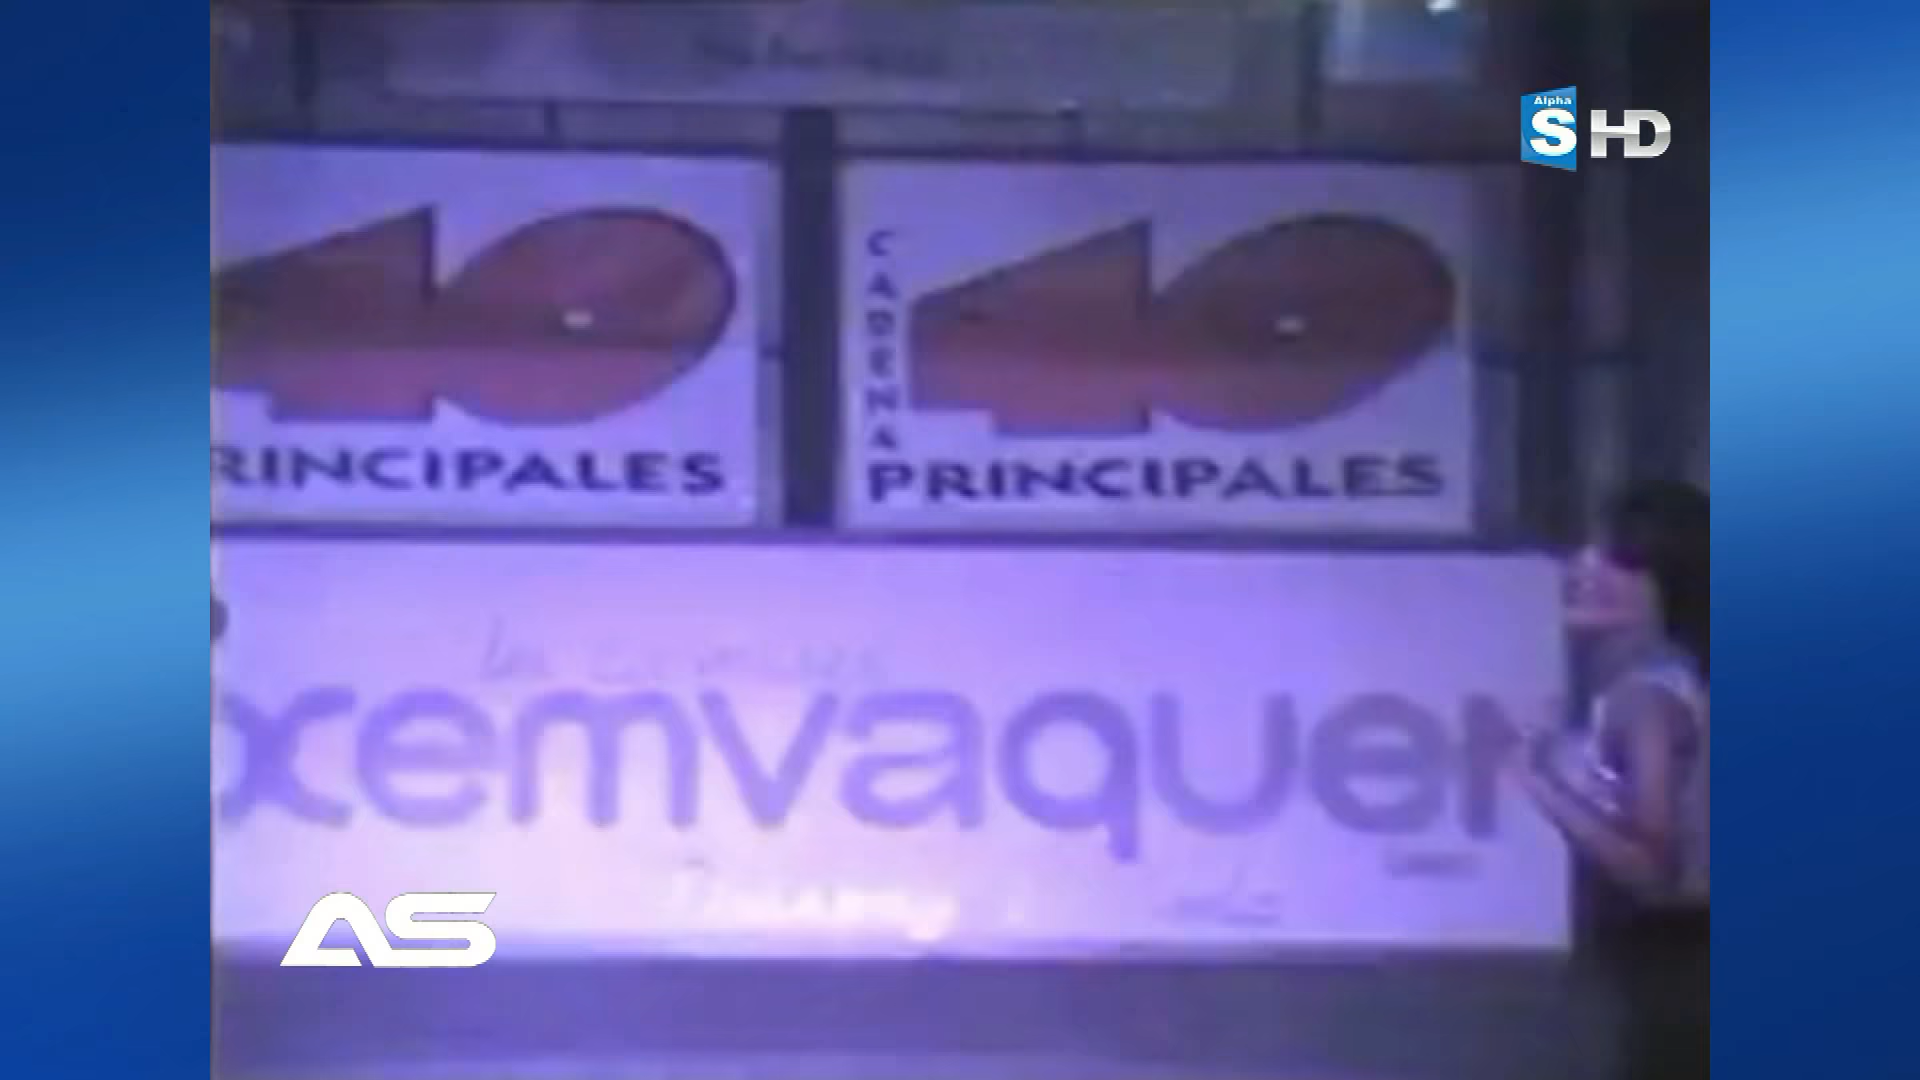 Alpha
S HD
40
RINCIPALES
CADENA
40
PRINCIPALES
xemvaquer
AS